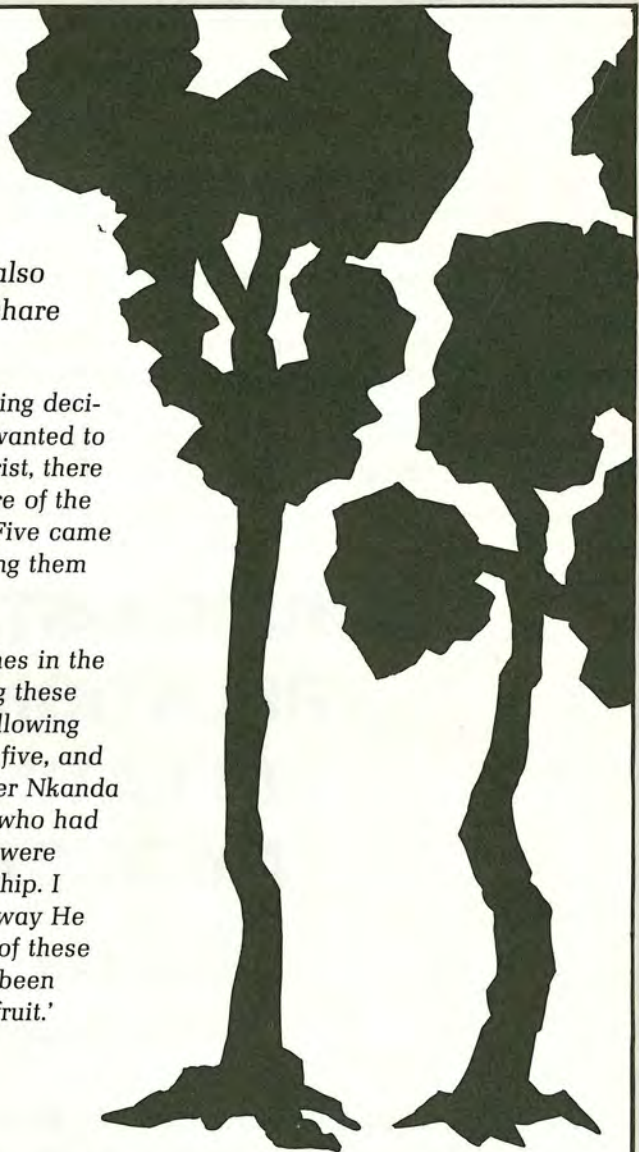 also
hare
ing deci-
wanted to
rist, there
re of the
Five came
ng them
nes in the
g these
llowing
five, and
er Nkanda
who had
were
hip. I
way He
of these
been
fruit.'